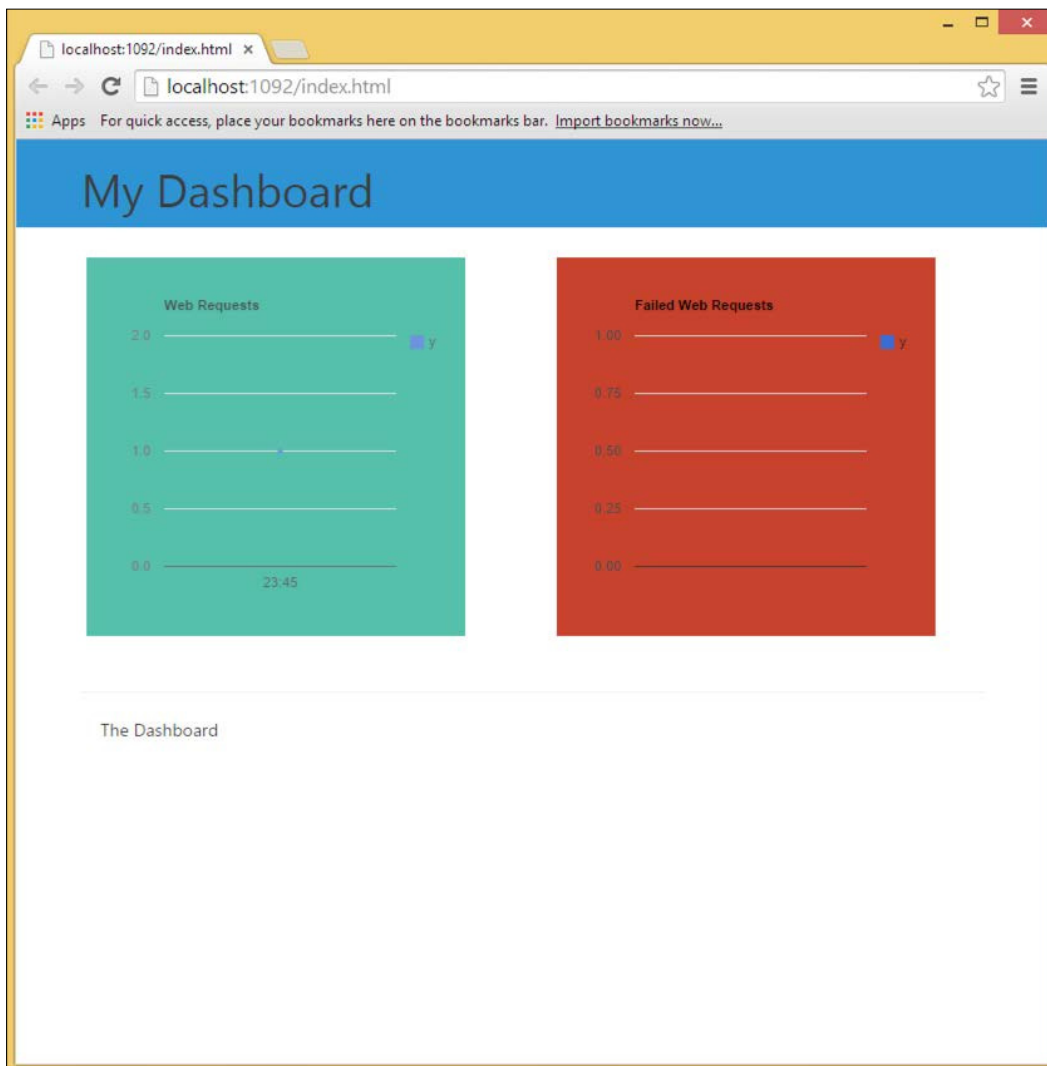 localhost:1092/index.html
localhost:1092/index.html
Apps For quick access, place your bookmarks here on the bookmarks bar. Import bookmarks now...
My Dashboard
Web Requests
2.0
y
1.5
1.0
0.5
0.0
23:45
Failed Web Requests
1.00
y
0.75
0.50
0.25
0.00
The Dashboard